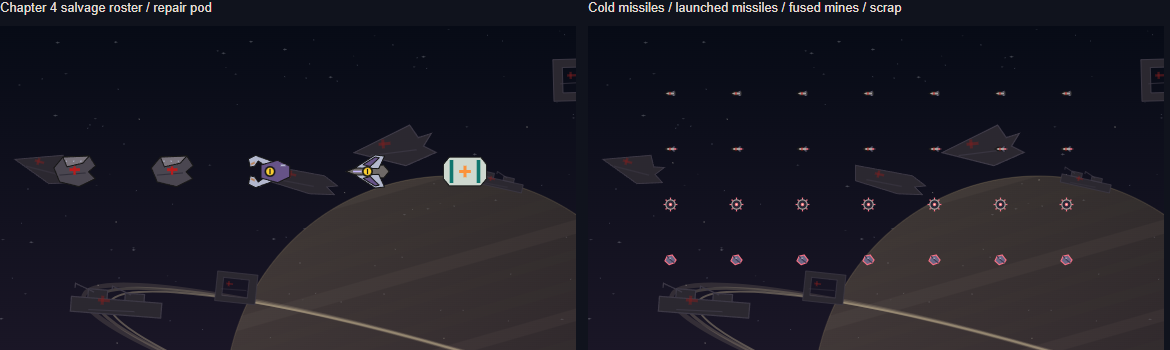 Chapter 4 salvage roster / repair pod
Cold missiles / launched missiles / fused mines / scrap